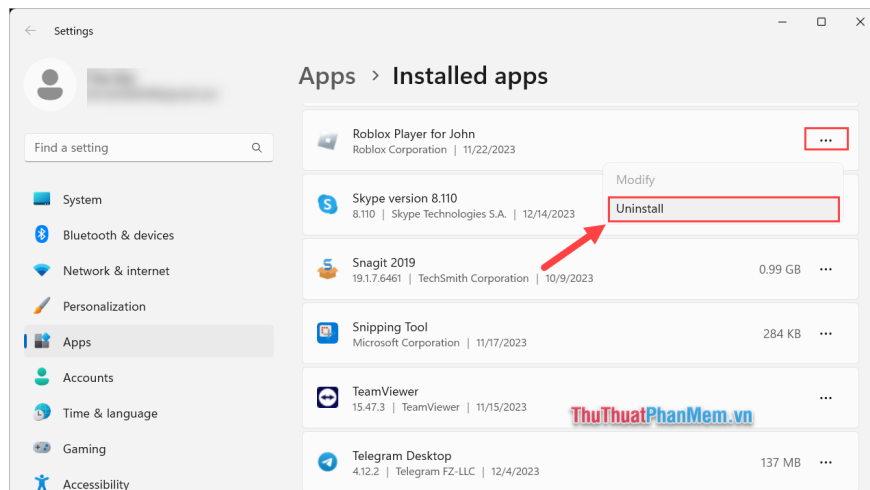 Settings
Apps > Installed apps
Find a setting
System
Bluetooth & devices
Network & internet
Personalization
Apps
Accounts
Time & language
Gaming
Accessibility
Roblox Player for John
Roblox Corporation | 11/22/2023
Modify
Uninstall
Skype version 8.110
8.110 | Skype Technologies S.A. | 12/14/2023
Snagit 2019
19.1.7.6461 | TechSmith Corporation | 10/9/2023
0.99 GB
Snipping Tool
Microsoft Corporation | 11/17/2023
284 KB
TeamViewer
15.47.3 | TeamViewer | 11/15/2023
ThuThuatPhanMem.vn
Telegram Desktop
4.12.2 | Telegram FZ-LLC | 12/4/2023
137 MB